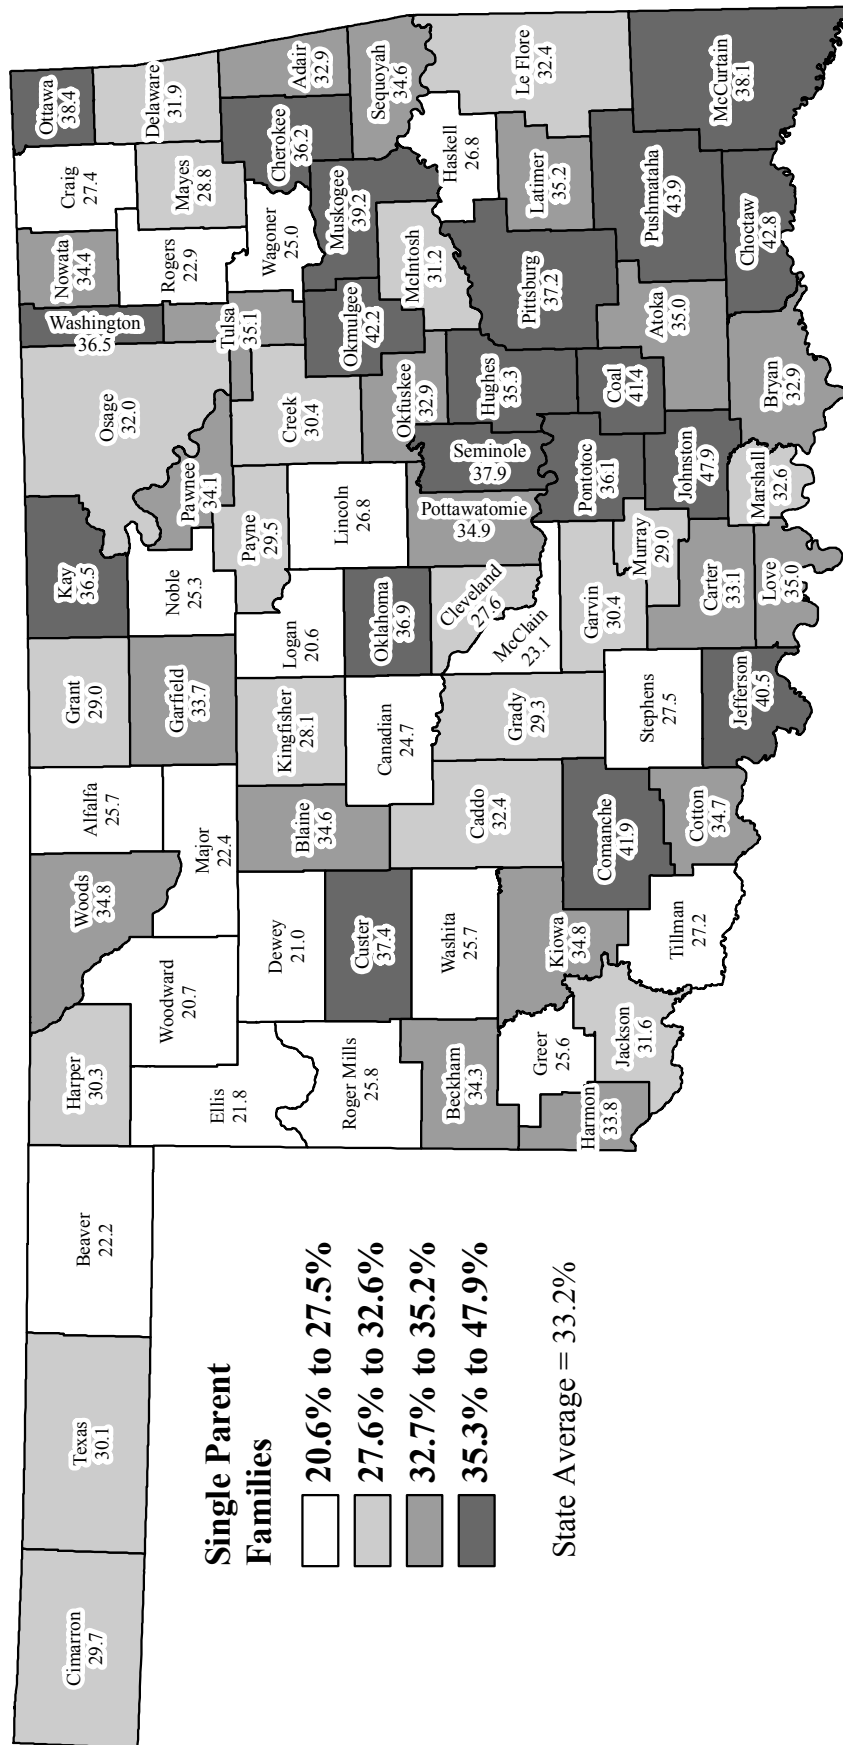 Cimarron
29.7
Texas
30.1
Beaver
22.2
Harper
30.3
Woods
34.8
Alfalfa
25.7
Grant
29.0
Kay
36.5
Osage
32.0
Washington
36.5
Nowata
34.4
Craig
27.4
Ottawa
38.4
Delaware
31.9
Ellis
21.8
Woodward
20.7
Major
22.4
Garfield
33.7
Noble
25.3
Pawnee
34.1
Rogers
22.9
Mayes
28.8
Tulsa
35.1
Payne
29.5
Creek
30.4
Wagoner
25.0
Cherokee
36.2
Adair
32.9
Dewey
21.0
Blaine
34.6
Kingfisher
28.1
Logan
20.6
Lincoln
26.8
Okmulgee
42.2
Muskogee
39.2
Sequoyah
34.6
Roger Mills
25.8
Custer
37.4
Canadian
24.7
Oklahoma
36.9
Okfuskee
32.9
McIntosh
31.2
Haskell
26.8
Beckham
34.3
Washita
25.7
Caddo
32.4
Grady
29.3
Cleveland
27.6
Pottawatomie
34.9
Seminole
37.9
Hughes
35.3
Pittsburg
37.2
Latimer
35.2
Le Flore
32.4
McClain
23.1
Greer
25.6
Kiowa
34.8
Harmon
33.8
Jackson
31.6
Comanche
41.9
Stephens
27.5
Garvin
30.4
Murray
29.0
Pontotoc
36.1
Coal
41.4
Atoka
35.0
Pushmataha
43.9
McCurtain
38.1
Tillman
27.2
Cotton
34.7
Jefferson
40.5
Carter
33.1
Johnston
47.9
Love
35.0
Marshall
32.6
Bryan
32.9
Choctaw
42.8
Single Parent
Families
20.6% to 27.5%
27.6% to 32.6%
32.7% to 35.2%
35.3% to 47.9%
State Average = 33.2%